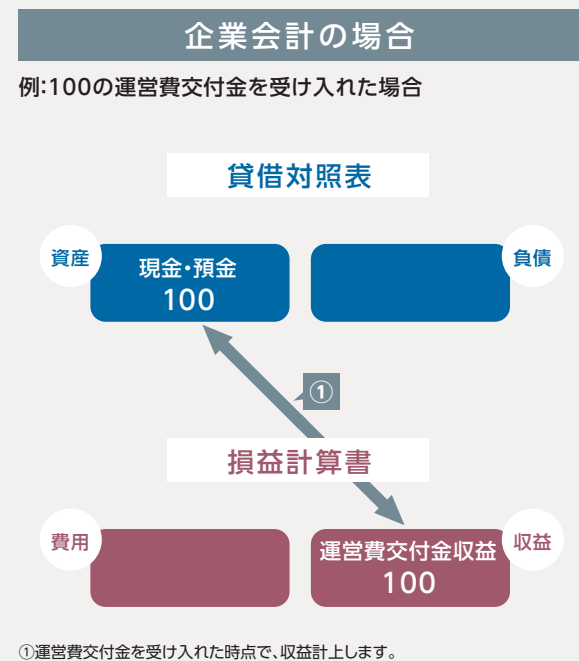 企業会計の場合
例:100の運営費交付金を受け入れた場合
貸借対照表
資産
現金・預金
100
負債
①
損益計算書
費用
運営費交付金収益
100
収益
①運営費交付金を受け入れた時点で、収益計上します。